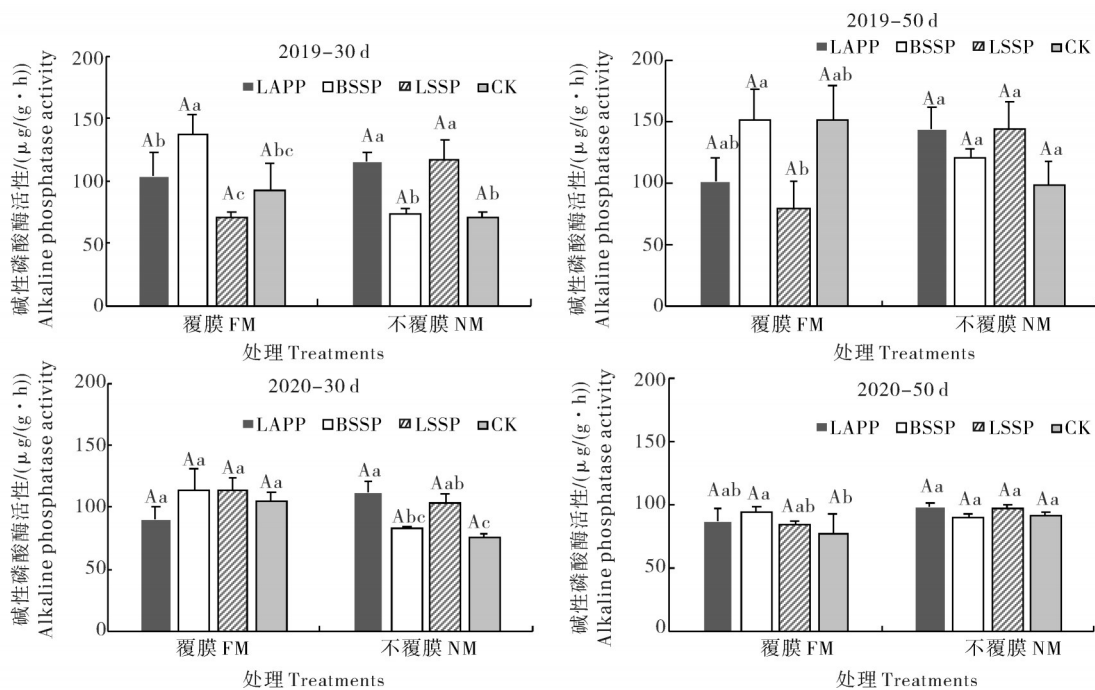 2019-30 d
LAPP BSSP LSSP CK
碱性磷酸酶活性/(μg/(g·h))
Alkaline phosphatase activity
200
150
100
50
0
Ab Aa Ac Abc
Aa Ab Aa Ab
覆膜 FM 不覆膜 NM
处理 Treatments
2019-50 d
LAPP BSSP LSSP CK
碱性磷酸酶活性/(μg/(g·h))
Alkaline phosphatase activity
200
150
100
50
0
Aab Aa Ab Aab
Aa Aa Aa Aa
覆膜 FM 不覆膜 NM
处理 Treatments
2020-30 d
LAPP BSSP LSSP CK
碱性磷酸酶活性/(μg/(g·h))
Alkaline phosphatase activity
200
150
100
50
0
Aa Aa Aa Aa
Aa Abc Aab Ac
覆膜 FM 不覆膜 NM
处理 Treatments
2020-50 d
LAPP BSSP LSSP CK
碱性磷酸酶活性/(μg/(g·h))
Alkaline phosphatase activity
200
150
100
50
0
Aab Aa Aab Ab
Aa Aa Aa Aa
覆膜 FM 不覆膜 NM
处理 Treatments